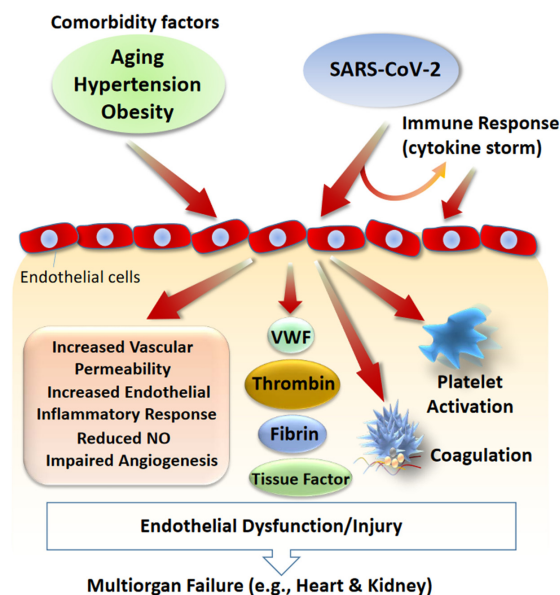 Comorbidity factors
Aging
Hypertension
Obesity
SARS-CoV-2
Immune Response
(cytokine storm)
Endothelial cells
Increased Vascular
Permeability
Increased Endothelial
Inflammatory Response
Reduced NO
Impaired Angiogenesis
VWF
Thrombin
Fibrin
Tissue Factor
Platelet
Activation
Coagulation
Endothelial Dysfunction/Injury
Multiorgan Failure (e.g., Heart & Kidney)